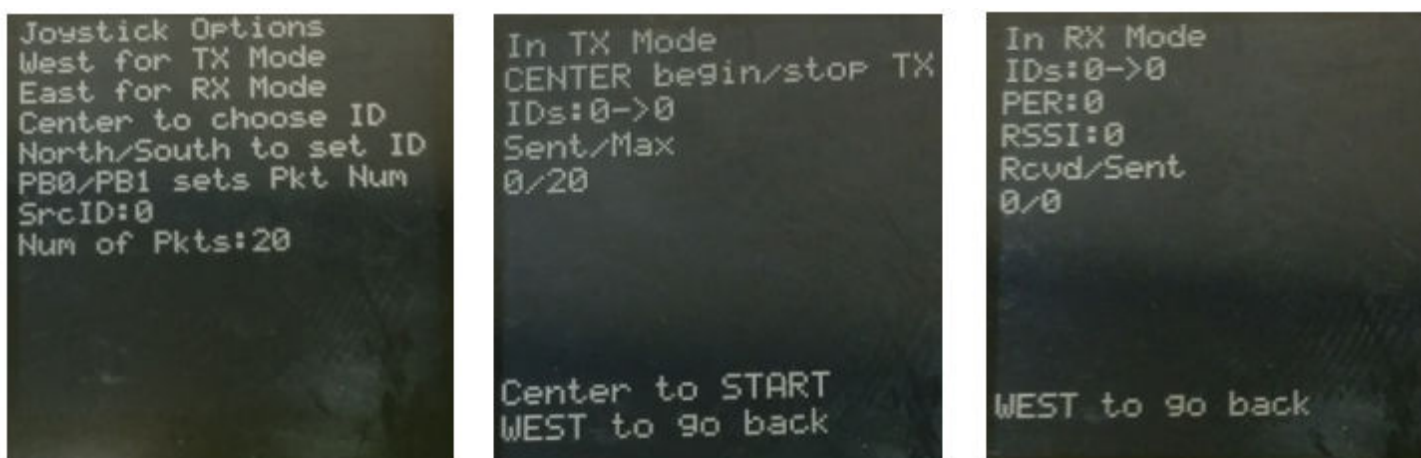 Joystick Options
West for TX Mode
East for RX Mode
Center to choose ID
North/South to set ID
PB0/PB1 sets Pkt Num
SrcID:0
Num of Pkts:20
In TX Mode
CENTER begin/stop TX
IDs:0->0
Sent/Max
0/20
Center to START
WEST to go back
In RX Mode
IDs:0->0
PER:0
RSSI:0
Rcvd/Sent
0/0
WEST to go back